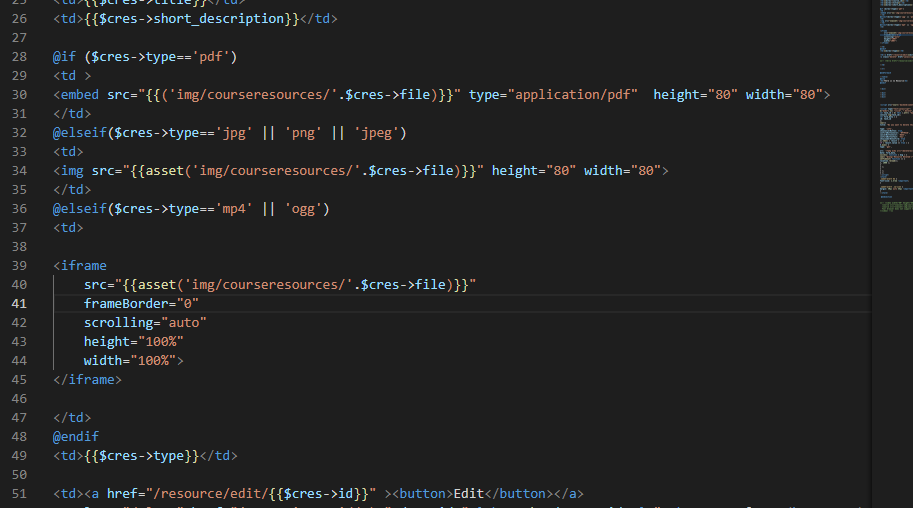 25 <td>{{$cres->title}}</td>
26 <td>{{$cres->short_description}}</td>
27
28 @if ($cres->type=='pdf')
29 <td >
30 <embed src="{{('img/courseresources/'.$cres->file)}}" type="application/pdf"  height="80" width="80">
31 </td>
32 @elseif($cres->type=='jpg' || 'png' || 'jpeg')
33 <td>
34 <img src="{{asset('img/courseresources/'.$cres->file)}}" height="80" width="80">
35 </td>
36 @elseif($cres->type=='mp4' || 'ogg')
37 <td>
38
39 <iframe
40     src="{{asset('img/courseresources/'.$cres->file)}}"
41     frameBorder="0"
42     scrolling="auto"
43     height="100%"
44     width="100%">
45 </iframe>
46
47 </td>
48 @endif
49 <td>{{$cres->type}}</td>
50
51 <td><a href="/resource/edit/{{$cres->id}}" ><button>Edit</button></a>